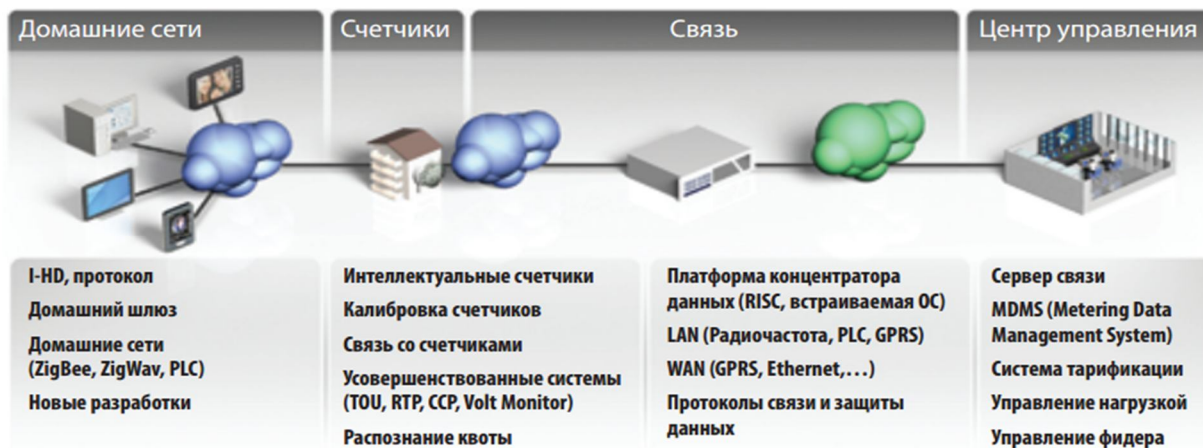 Домашние сети
Счетчики
Связь
Центр управления
I-HD, протокол
Домашний шлюз
Домашние сети
(ZigBee, ZigWav, PLC)
Новые разработки
Интеллектуальные счетчики
Калибровка счетчиков
Связь со счетчиками
Усовершенствованные системы
(TOU, RTP, CCP, Volt Monitor)
Распознание квоты
Платформа концентратора
данных (RISC, встраиваемая ОС)
LAN (Радиочастота, PLC, GPRS)
WAN (GPRS, Ethernet,...)
Протоколы связи и защиты
данных
Сервер связи
MDMS (Metering Data
Management System)
Система тарификации
Управление нагрузкой
Управление фидера